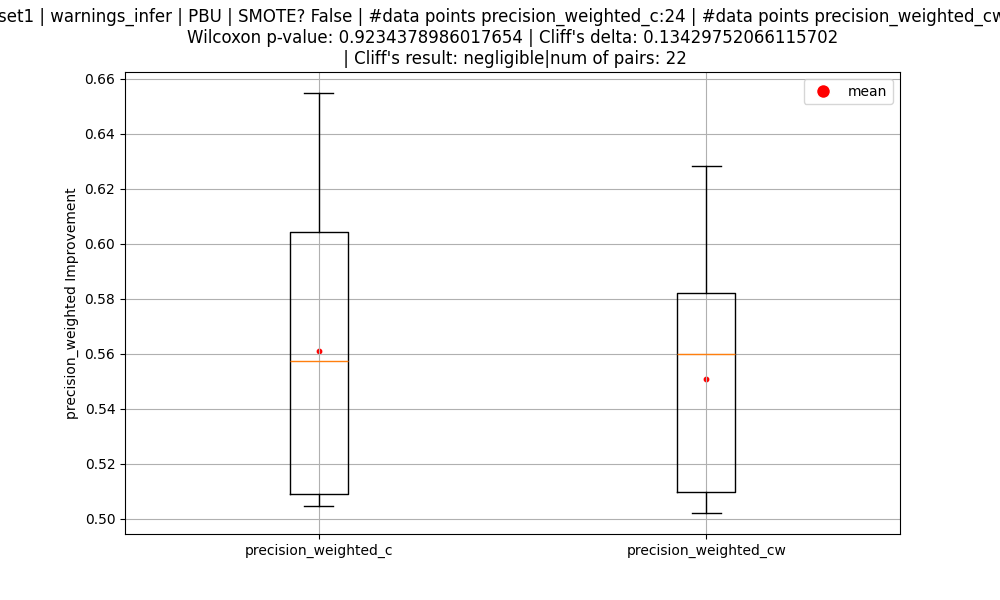 set1 | warnings_infer | PBU | SMOTE? False | #data points precision_weighted_c:24 | #data points precision_weighted_cw
Wilcoxon p-value: 0.9234378986017654 | Cliff's delta: 0.13429752066115702
| Cliff's result: negligible|num of pairs: 22
mean
precision_weighted Improvement
0.66
0.64
0.62
0.60
0.58
0.56
0.54
0.52
0.50
precision_weighted_c
precision_weighted_cw